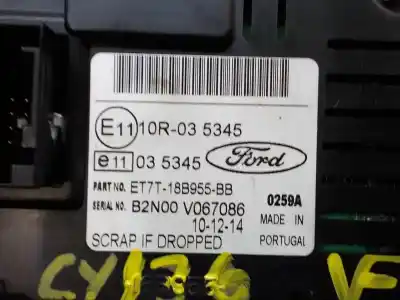 E11 10R-03 5345
e11 03 5345 Ford
PART NO. ET7T-18B955-BB 0259A
SERIAL NO. B2N00 V067086 MADE IN
10-12-14 PORTUGAL
SCRAP IF DROPPED